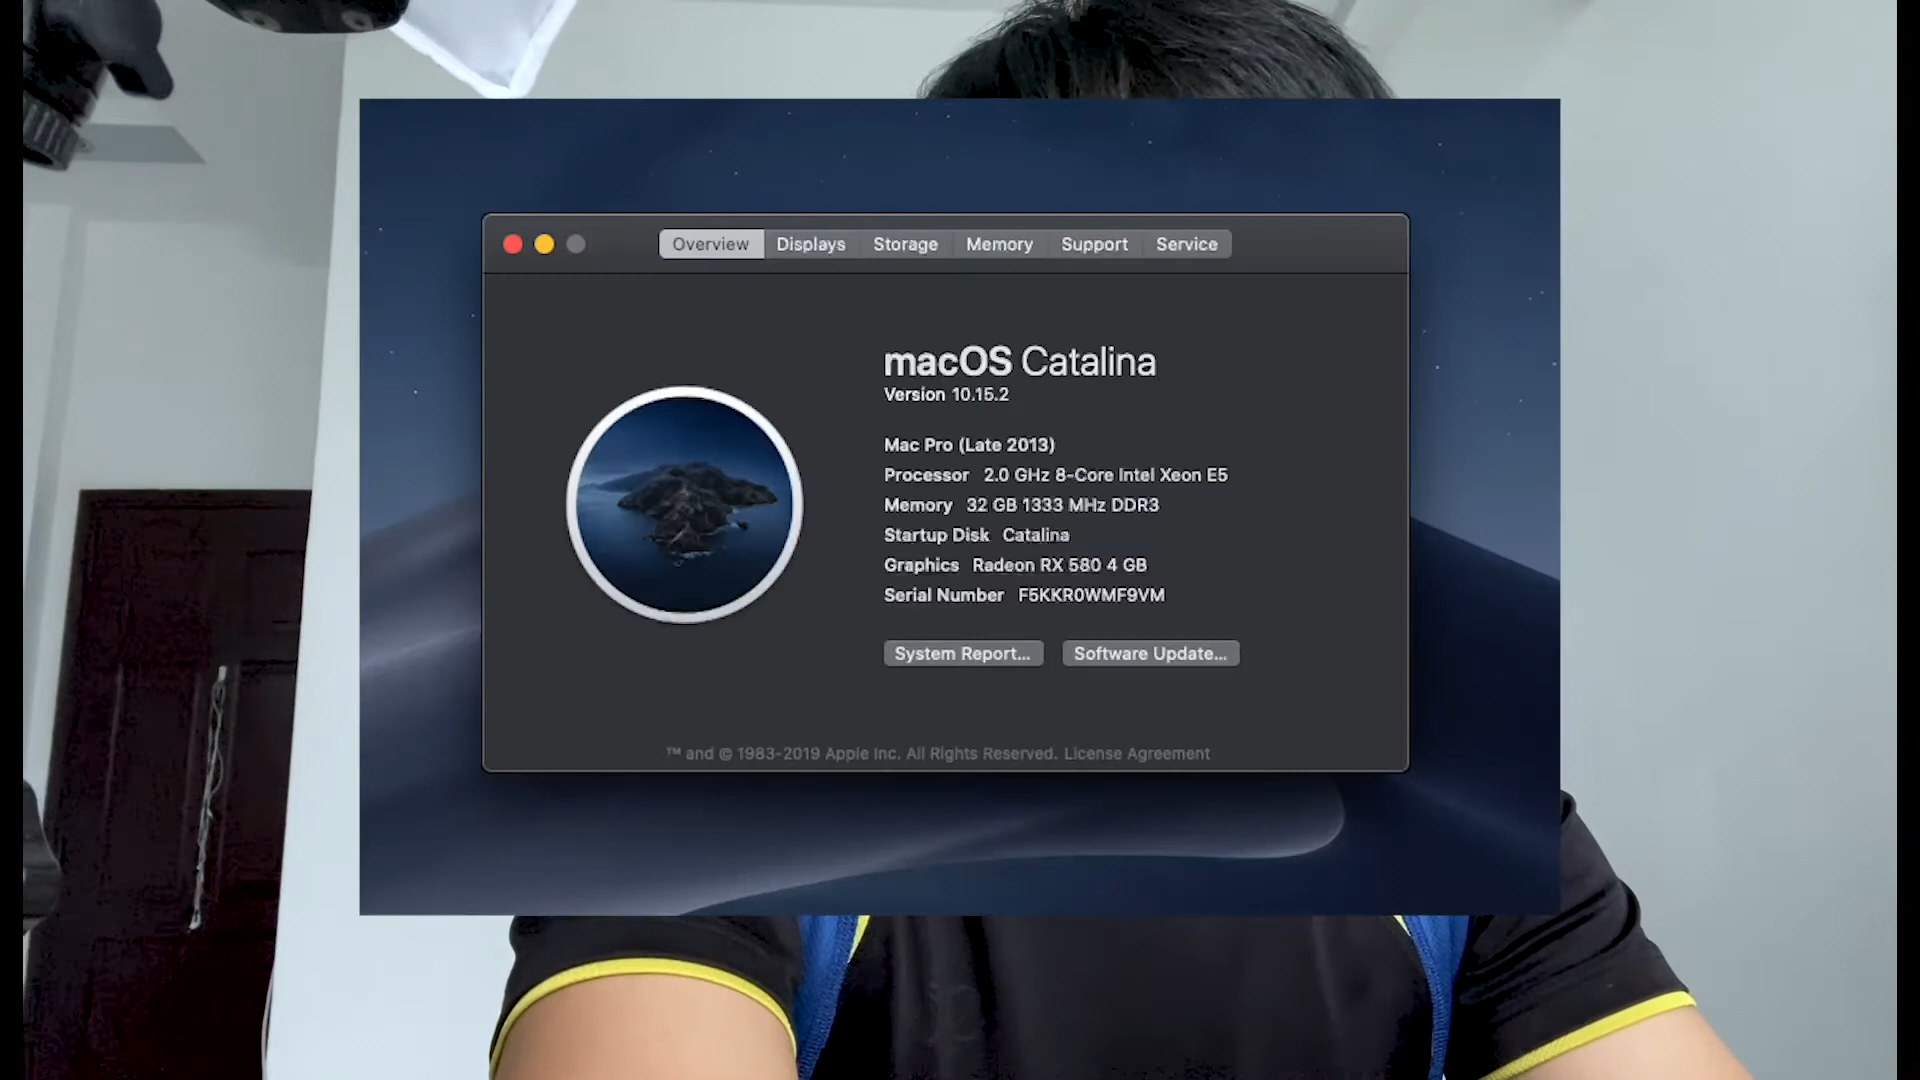 Overview Displays Storage Memory Support Service
macOS Catalina
Version 10.15.2
Mac Pro (Late 2013)
Processor 2.0 GHz 8-Core Intel Xeon E5
Memory 32 GB 1333 MHz DDR3
Startup Disk Catalina
Graphics Radeon RX 580 4 GB
Serial Number F5KKR0WMF9VM
System Report... Software Update...
™ and © 1983-2019 Apple Inc. All Rights Reserved. License Agreement